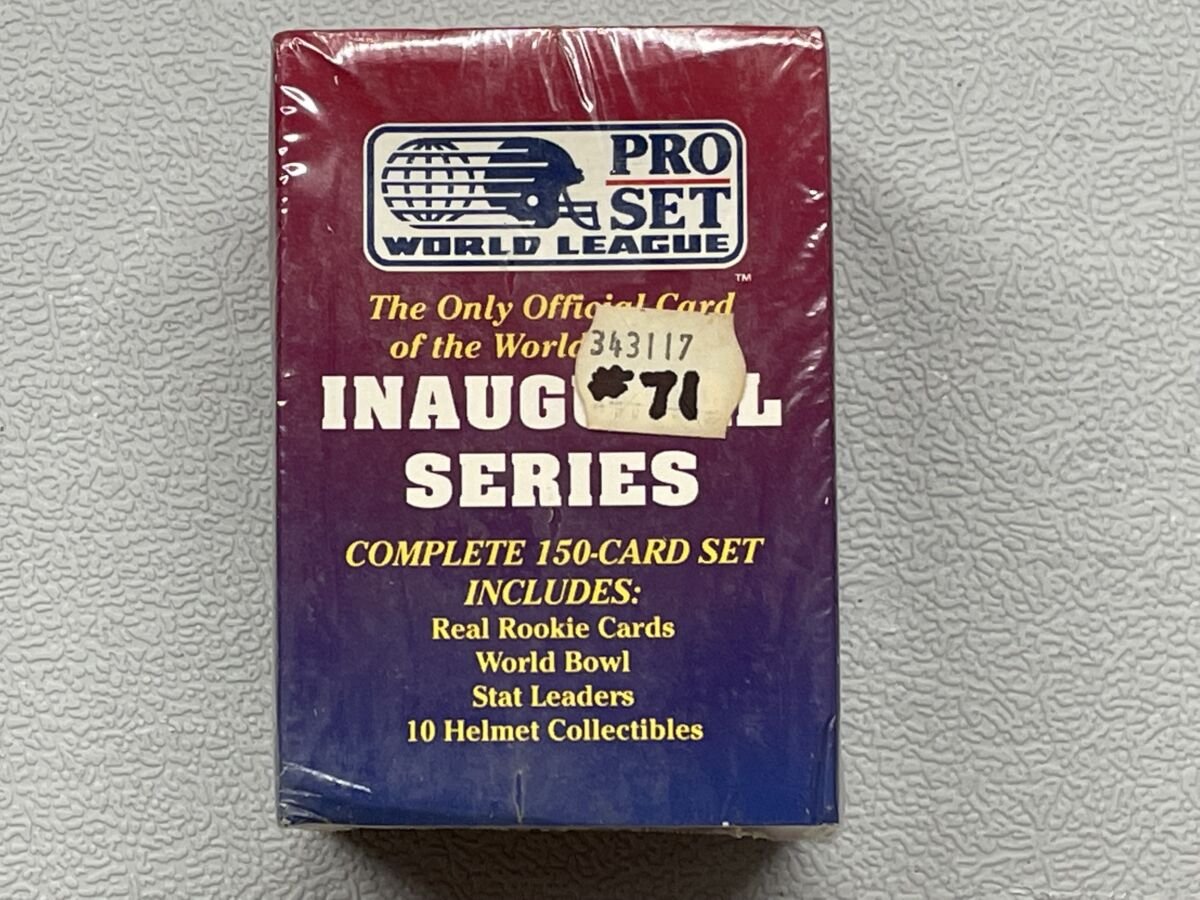 PRO
SET
WORLD LEAGUE
TM
The Only Official Card
of the World
343117
#71
INAUG L
SERIES
COMPLETE 150-CARD SET
INCLUDES:
Real Rookie Cards
World Bowl
Stat Leaders
10 Helmet Collectibles